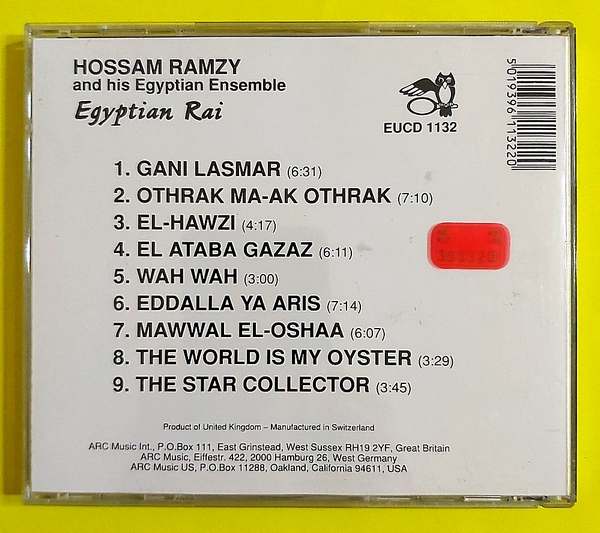 HOSSAM RAMZY
and his Egyptian Ensemble
Egyptian Rai
EUCD 1132
5019396113220
1. GANI LASMAR (6:31)
2. OTHRAK MA-AK OTHRAK (7:10)
3. EL-HAWZI (4:17)
4. EL ATABA GAZAZ (6:11)
5. WAH WAH (3:00)
6. EDDALLA YA ARIS (7:14)
7. MAWWAL EL-OSHAA (6:07)
8. THE WORLD IS MY OYSTER (3:29)
9. THE STAR COLLECTOR (3:45)
Product of United Kingdom – Manufactured in Switzerland
ARC Music Int., P.O.Box 111, East Grinstead, West Sussex RH19 2YF, Great Britain
ARC Music, Eiffestr. 422, 2000 Hamburg 26, West Germany
ARC Music US, P.O.Box 11288, Oakland, California 94611, USA